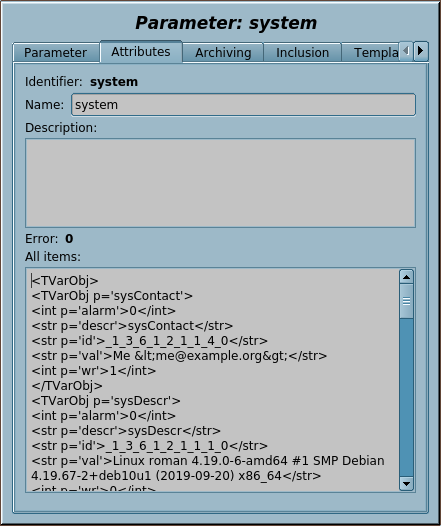 Parameter: system
Parameter Attributes Archiving Inclusion Templa
Identifier: system
Name: system
Description:
Error: 0
All items:
<TVarObj>
<TVarObj p='sysContact'>
<int p='alarm'>0</int>
<str p='descr'>sysContact</str>
<str p='id'>_1_3_6_1_2_1_1_4_0</str>
<str p='val'>Me &lt;me@example.org&gt;</str>
<int p='wr'>1</int>
</TVarObj>
<TVarObj p='sysDescr'>
<int p='alarm'>0</int>
<str p='descr'>sysDescr</str>
<str p='id'>_1_3_6_1_2_1_1_1_0</str>
<str p='val'>Linux roman 4.19.0-6-amd64 #1 SMP Debian
4.19.67-2+deb10u1 (2019-09-20) x86_64</str>
<int p='wr'>0</int>